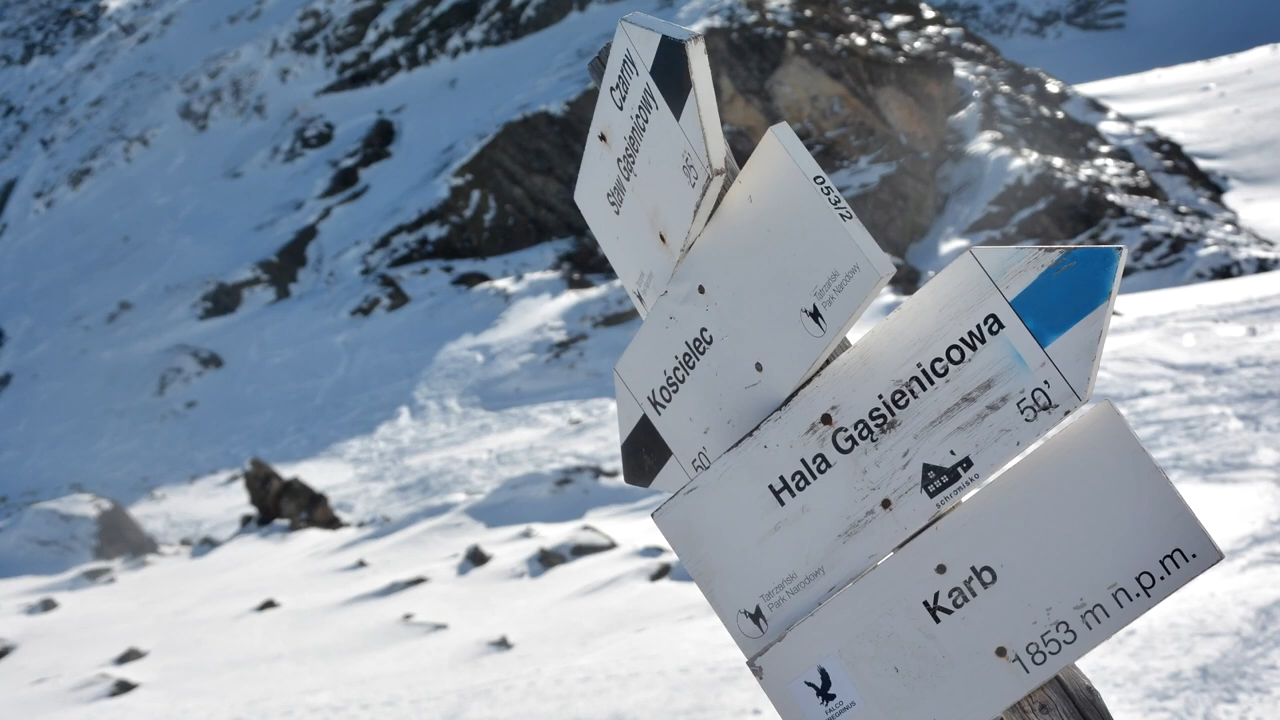 Czarny
Staw Gąsienicowy
25'
053/2
Tatrzański
Park Narodowy
Kościelec
50'
Hala Gąsienicowa
50'
schronisko
Tatrzański
Park Narodowy
Karb
1853 m n.p.m.
FALCO